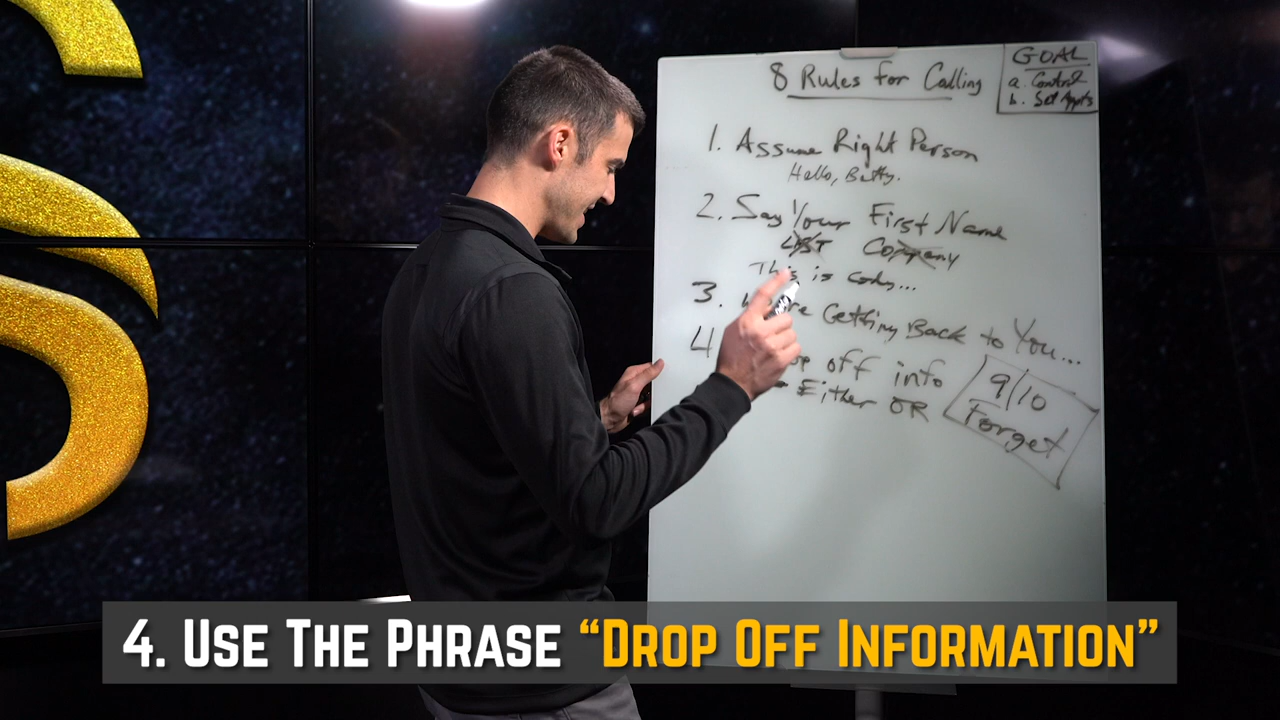 8 Rules for Calling
GOAL
a. Control
b. Set Appts
1. Assume Right Person
Hello, Betty.
2. Say Your First Name
LAST Company
This is Cody...
3. Getting Back to You...
4 off info
Either OR
9/10
Forget
4. USE THE PHRASE “DROP OFF INFORMATION”